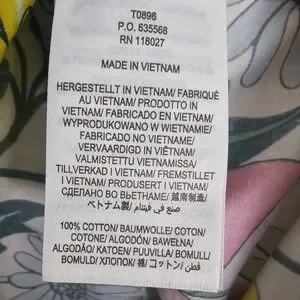 T0896
P.O. 635568
RN 118027
MADE IN VIETNAM
HERGESTELLT IN VIETNAM/ FABRIQUÉ
AU VIETNAM/ PRODOTTO IN
VIETNAM/ FABRICADO EN VIETNAM/
WYPRODUKOWANO W WIETNAMIE/
FABRICADO NO VIETNAME/
VERVAARDIGD IN VIËTNAM/
VALMISTETTU VIETNAMISSA/
TILLVERKAD I VIETNAM/ FREMSTILLET
I VIETNAM/ PRODUSERT I VIETNAM/
СДЕЛАНО ВО ВЬЕТНАМЕ/ 越南制造/
ベトナム製/ صنع في فيتنام
100% COTTON/ BAUMWOLLE/ COTON/
COTONE/ ALGODÓN/ BAWEŁNA/
ALGODÃO/ KATOEN/ PUUVILLA/ BOMULL/
BOMULD/ ХЛОПОК/ 棉/ コットン/ قطن